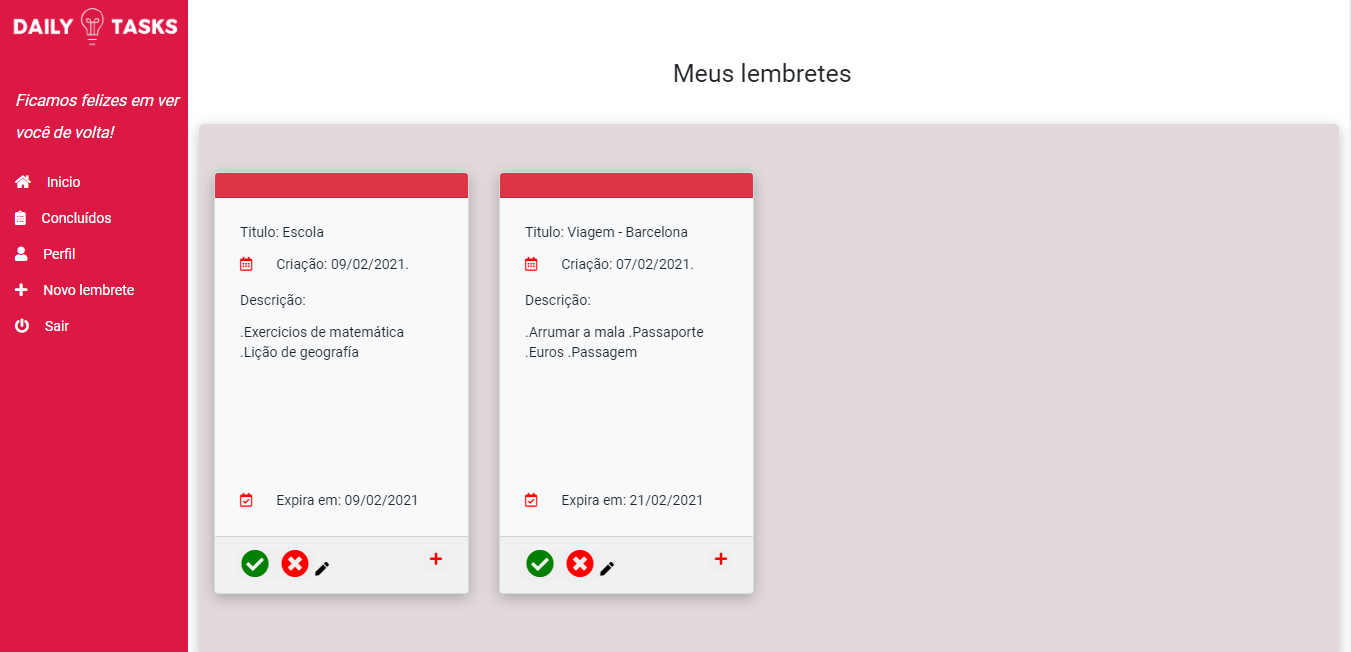 DAILY TASKS
Ficamos felizes em ver
você de volta!
Inicio
Concluídos
Perfil
Novo lembrete
Sair
Meus lembretes
Titulo: Escola
Criação: 09/02/2021.
Descrição:
.Exercicios de matemática
.Lição de geografía
Expira em: 09/02/2021
Titulo: Viagem - Barcelona
Criação: 07/02/2021.
Descrição:
.Arrumar a mala .Passaporte
.Euros .Passagem
Expira em: 21/02/2021